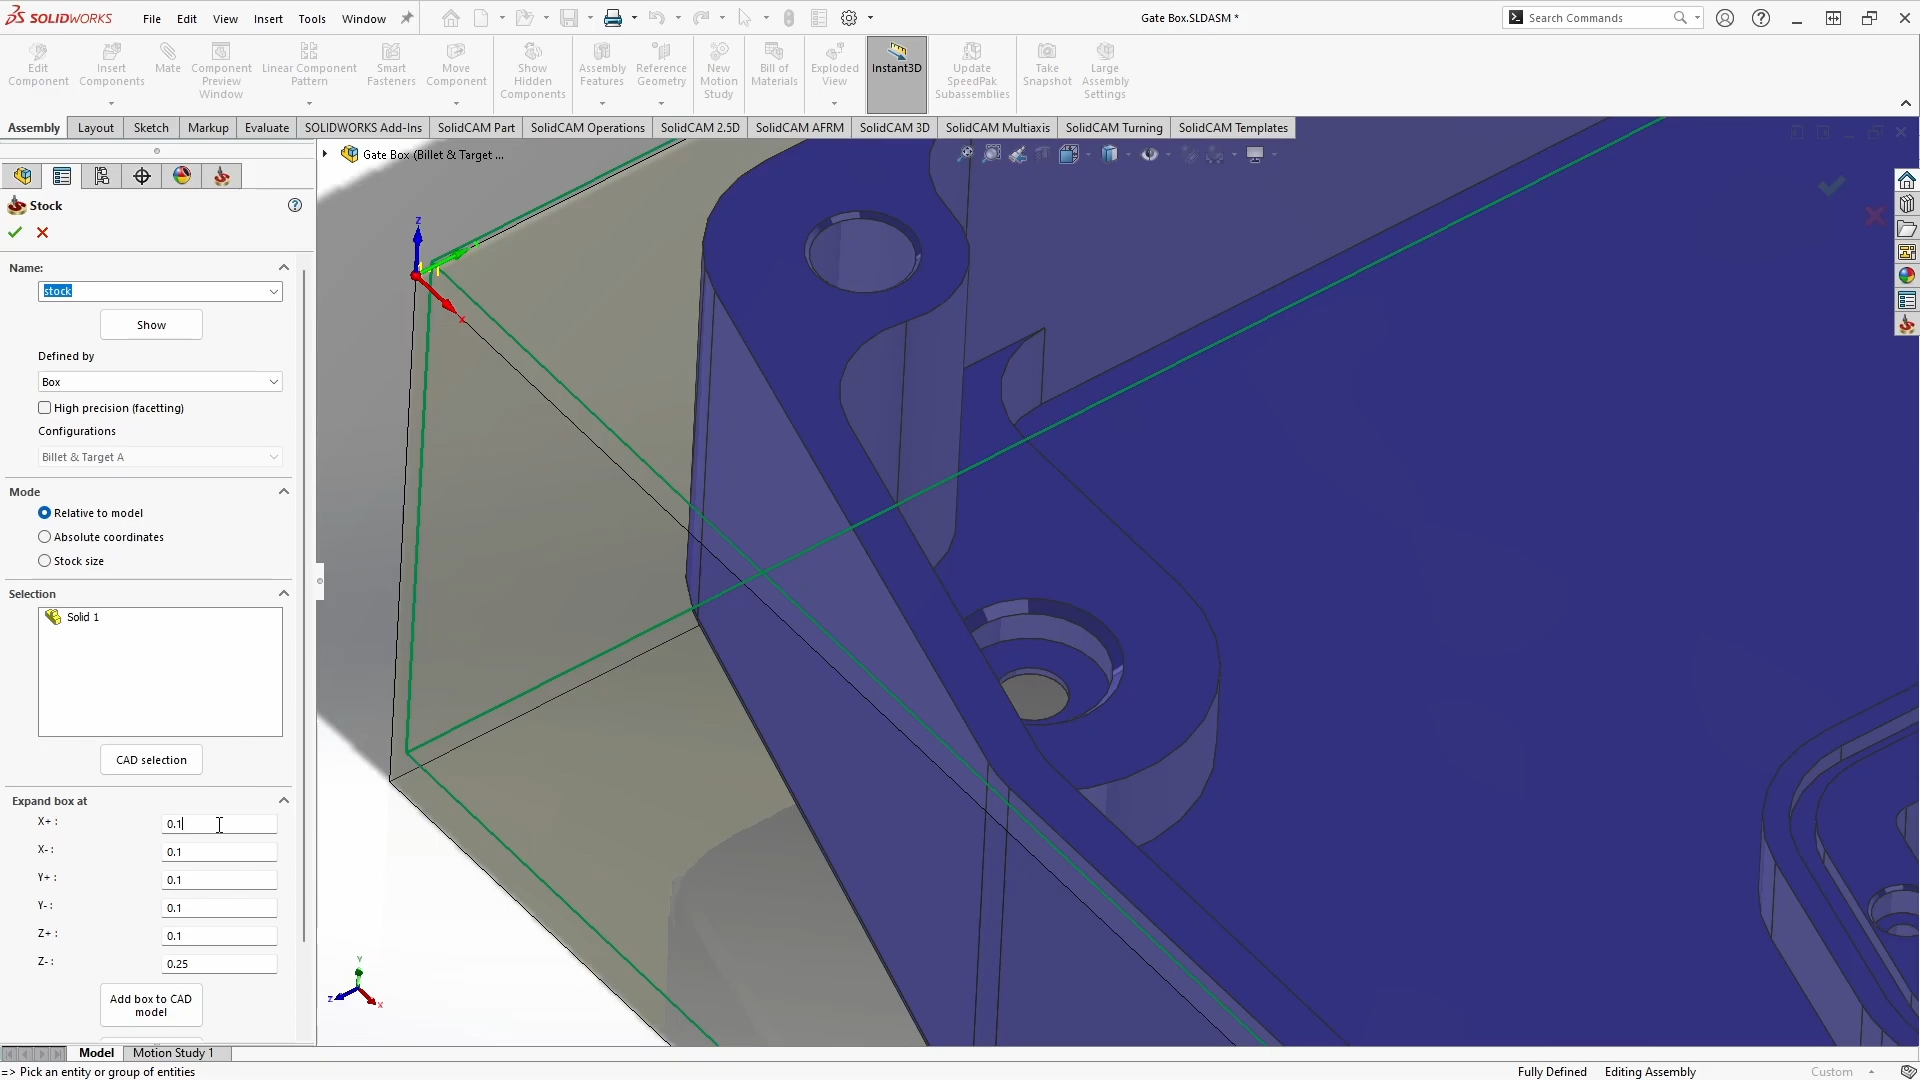 SOLIDWORKS File Edit View Insert Tools Window Gate Box.SLDASM * Search Commands
Edit Component
Insert Components
Mate
Component Preview Window
Linear Component Pattern
Smart Fasteners
Move Component
Show Hidden Components
Assembly Features
Reference Geometry
New Motion Study
Bill of Materials
Exploded View
Instant3D
Update SpeedPak Subassemblies
Take Snapshot
Large Assembly Settings
Assembly Layout Sketch Markup Evaluate SOLIDWORKS Add-Ins SolidCAM Part SolidCAM Operations SolidCAM 2.5D SolidCAM AFRM SolidCAM 3D SolidCAM Multiaxis SolidCAM Turning SolidCAM Templates
Gate Box (Billet & Target ...
Stock
Name:
stock
Show
Defined by
Box
High precision (facetting)
Configurations
Billet & Target A
Mode
Relative to model
Absolute coordinates
Stock size
Selection
Solid 1
CAD selection
Expand box at
X+ : 0.1
X- : 0.1
Y+ : 0.1
Y- : 0.1
Z+ : 0.1
Z- : 0.25
Add box to CAD
model
Z
X
Y
Z
X
Model Motion Study 1
=> Pick an entity or group of entities Fully Defined Editing Assembly Custom